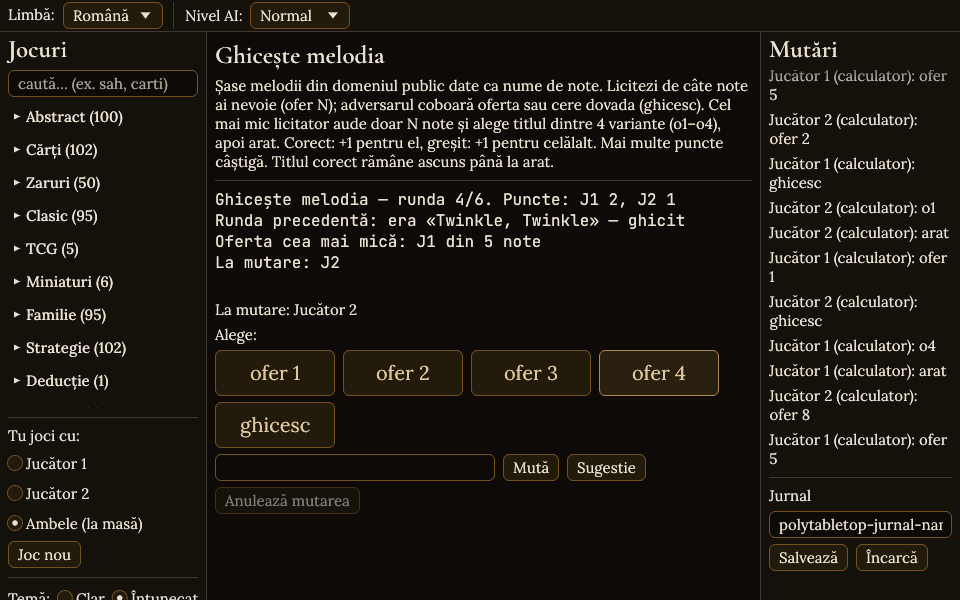 Limbă: Română ▼ Nivel AI: Normal ▼
Jocuri
caută... (ex. sah, carti)
▸ Abstract (100)
▸ Cărți (102)
▸ Zaruri (50)
▸ Clasic (95)
▸ TCG (5)
▸ Miniaturi (6)
▸ Familie (95)
▸ Strategie (102)
▸ Deducție (1)
Tu joci cu:
Jucător 1
Jucător 2
Ambele (la masă)
Joc nou
Temă: Clar Întunecat
Ghicește melodia
Șase melodii din domeniul public date ca nume de note. Licitezi de câte note
ai nevoie (ofer N); adversarul coboară oferta sau cere dovada (ghicesc). Cel
mai mic licitator aude doar N note și alege titlul dintre 4 variante (o1–o4),
apoi arat. Corect: +1 pentru el, greșit: +1 pentru celălalt. Mai multe puncte
câștigă. Titlul corect rămâne ascuns până la arat.
Ghicește melodia — runda 4/6. Puncte: J1 2, J2 1
Runda precedentă: era «Twinkle, Twinkle» — ghicit
Oferta cea mai mică: J1 din 5 note
La mutare: J2
La mutare: Jucător 2
Alege:
ofer 1 ofer 2 ofer 3 ofer 4
ghicesc
Mută Sugestie
Anulează mutarea
Mutări
Jucător 1 (calculator): ofer
5
Jucător 2 (calculator):
ofer 2
Jucător 1 (calculator):
ghicesc
Jucător 2 (calculator): o1
Jucător 2 (calculator): arat
Jucător 1 (calculator): ofer
1
Jucător 2 (calculator):
ghicesc
Jucător 1 (calculator): o4
Jucător 1 (calculator): arat
Jucător 2 (calculator):
ofer 8
Jucător 1 (calculator): ofer
5
Jurnal
polytabletop-jurnal-nar
Salvează Încarcă